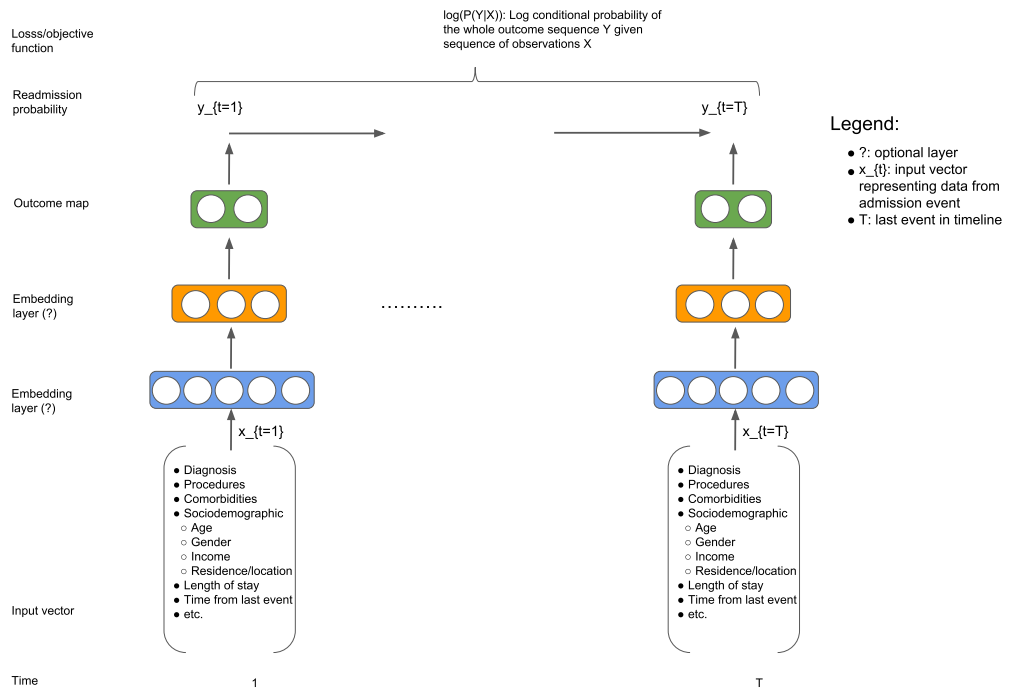 log(P(Y|X)): Log conditional probability of
the whole outcome sequence Y given
sequence of observations X
Losss/objective
function
Readmission
probability
y_{t=1}
y_{t=T}
Legend:
● ?: optional layer
● x_{t}: input vector
representing data from
admission event
● T: last event in timeline
Outcome map
Embedding
layer (?)
..........
Embedding
layer (?)
x_{t=1}
x_{t=T}
● Diagnosis
● Procedures
● Comorbidities
● Sociodemographic
○ Age
○ Gender
○ Income
○ Residence/location
● Length of stay
● Time from last event
● etc.
● Diagnosis
● Procedures
● Comorbidities
● Sociodemographic
○ Age
○ Gender
○ Income
○ Residence/location
● Length of stay
● Time from last event
● etc.
Input vector
Time
1
T